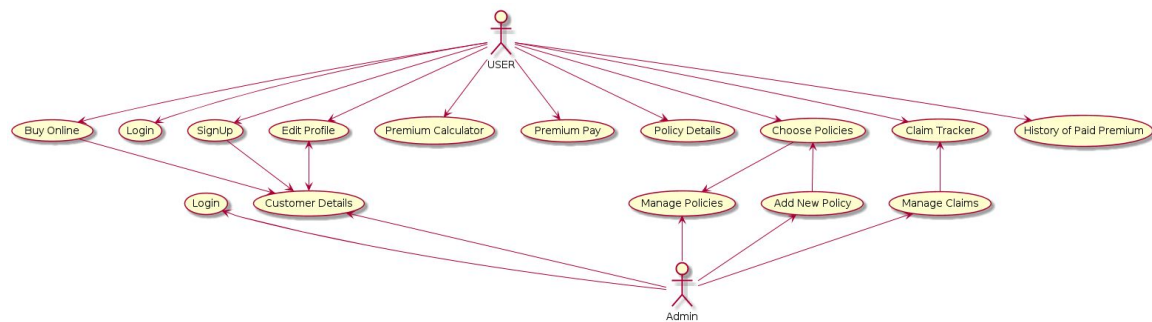 USER
Buy Online
Login
SignUp
Edit Profile
Premium Calculator
Premium Pay
Policy Details
Choose Policies
Claim Tracker
History of Paid Premium
Login
Customer Details
Manage Policies
Add New Policy
Manage Claims
Admin